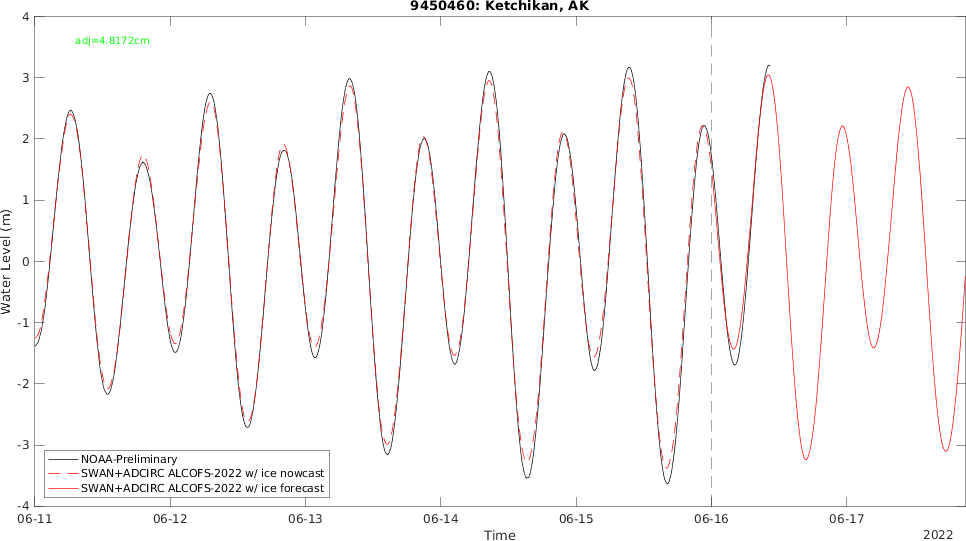 9450460: Ketchikan, AK
adj=4.8172cm
4
3
2
1
0
-1
-2
-3
-4
Water Level (m)
NOAA-Preliminary
SWAN+ADCIRC ALCOFS-2022 w/ ice nowcast
SWAN+ADCIRC ALCOFS-2022 w/ ice forecast
06-11 06-12 06-13 06-14 06-15 06-16 06-17
Time
2022